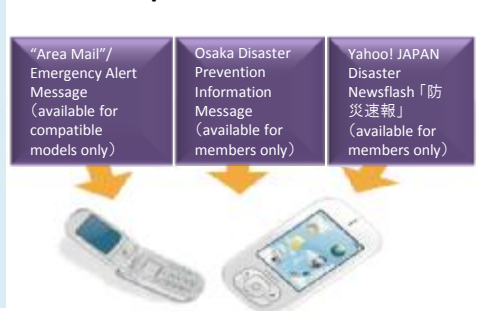 “Area Mail”/
Emergency Alert
Message
（available for
compatible
models only）
Osaka Disaster
Prevention
Information
Message
（available for
members only）
Yahoo! JAPAN
Disaster
Newsflash「防
災速報」
（available for
members only）